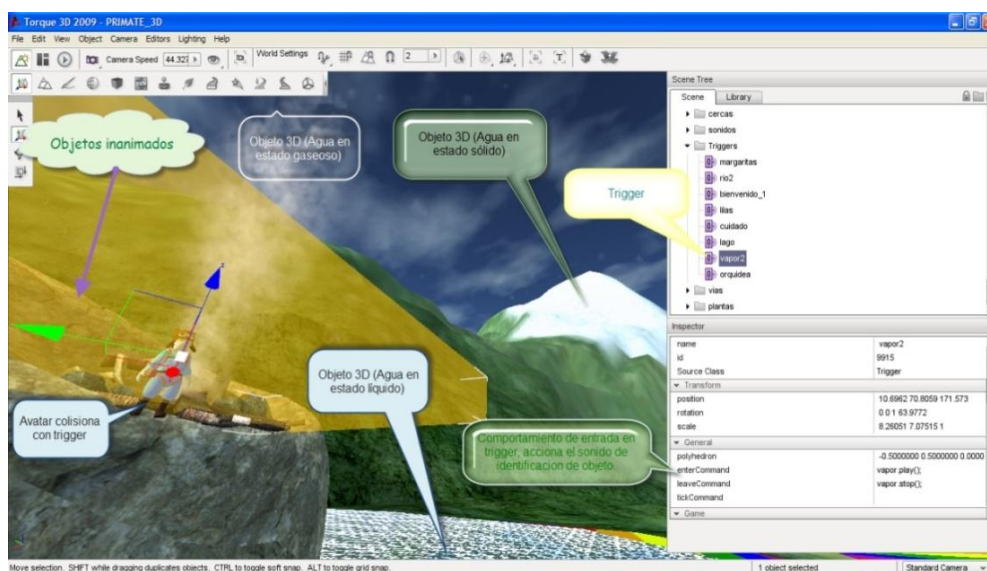 Torque 3D 2009 - PRIMATE_3D
File Edit View Object Camera Editors Lighting Help
Camera Speed 44.327 World Settings 2
Objetos inanimados
Objeto 3D (Agua en
estado gaseoso)
Objeto 3D (Agua en
estado sólido)
Trigger
Objeto 3D (Agua en
estado líquido)
Avatar colisiona
con trigger
Comportamiento de entrada en
trigger, acciona el sonido de
identificacion de objeto.
Scene Tree
Scene Library
cercas
sonidos
Triggers
margaritas
rio2
bienvenido_1
lilas
cuidado
lago
vapor2
orquidea
vias
plantas
Inspector
name vapor2
id 9915
Source Class Trigger
Transform
position 10.6962 70.8059 171.573
rotation 0 0 1 63.9772
scale 8.26051 7.07515 1
General
polyhedron -0.5000000 0.5000000 0.0000
enterCommand vapor.play();
leaveCommand vapor.stop();
tickCommand
Game
Move selection. SHIFT while dragging duplicates objects. CTRL to toggle soft snap. ALT to toggle grid snap. 1 object selected Standard Camera